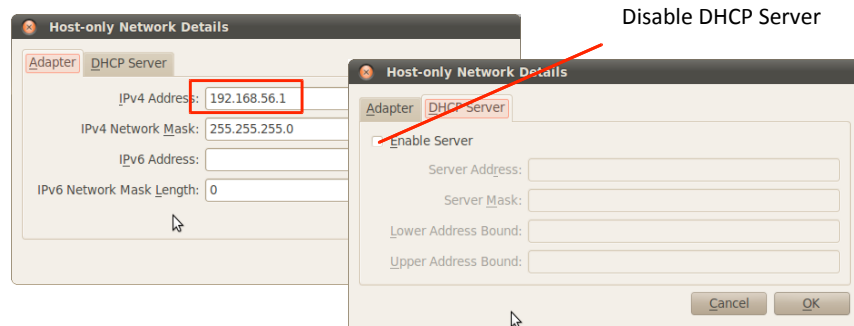 Disable DHCP Server
Host-only Network Details
Adapter DHCP Server
IPv4 Address: 192.168.56.1
IPv4 Network Mask: 255.255.255.0
IPv6 Address:
IPv6 Network Mask Length: 0
Host-only Network Details
Adapter DHCP Server
Enable Server
Server Address:
Server Mask:
Lower Address Bound:
Upper Address Bound:
Cancel OK